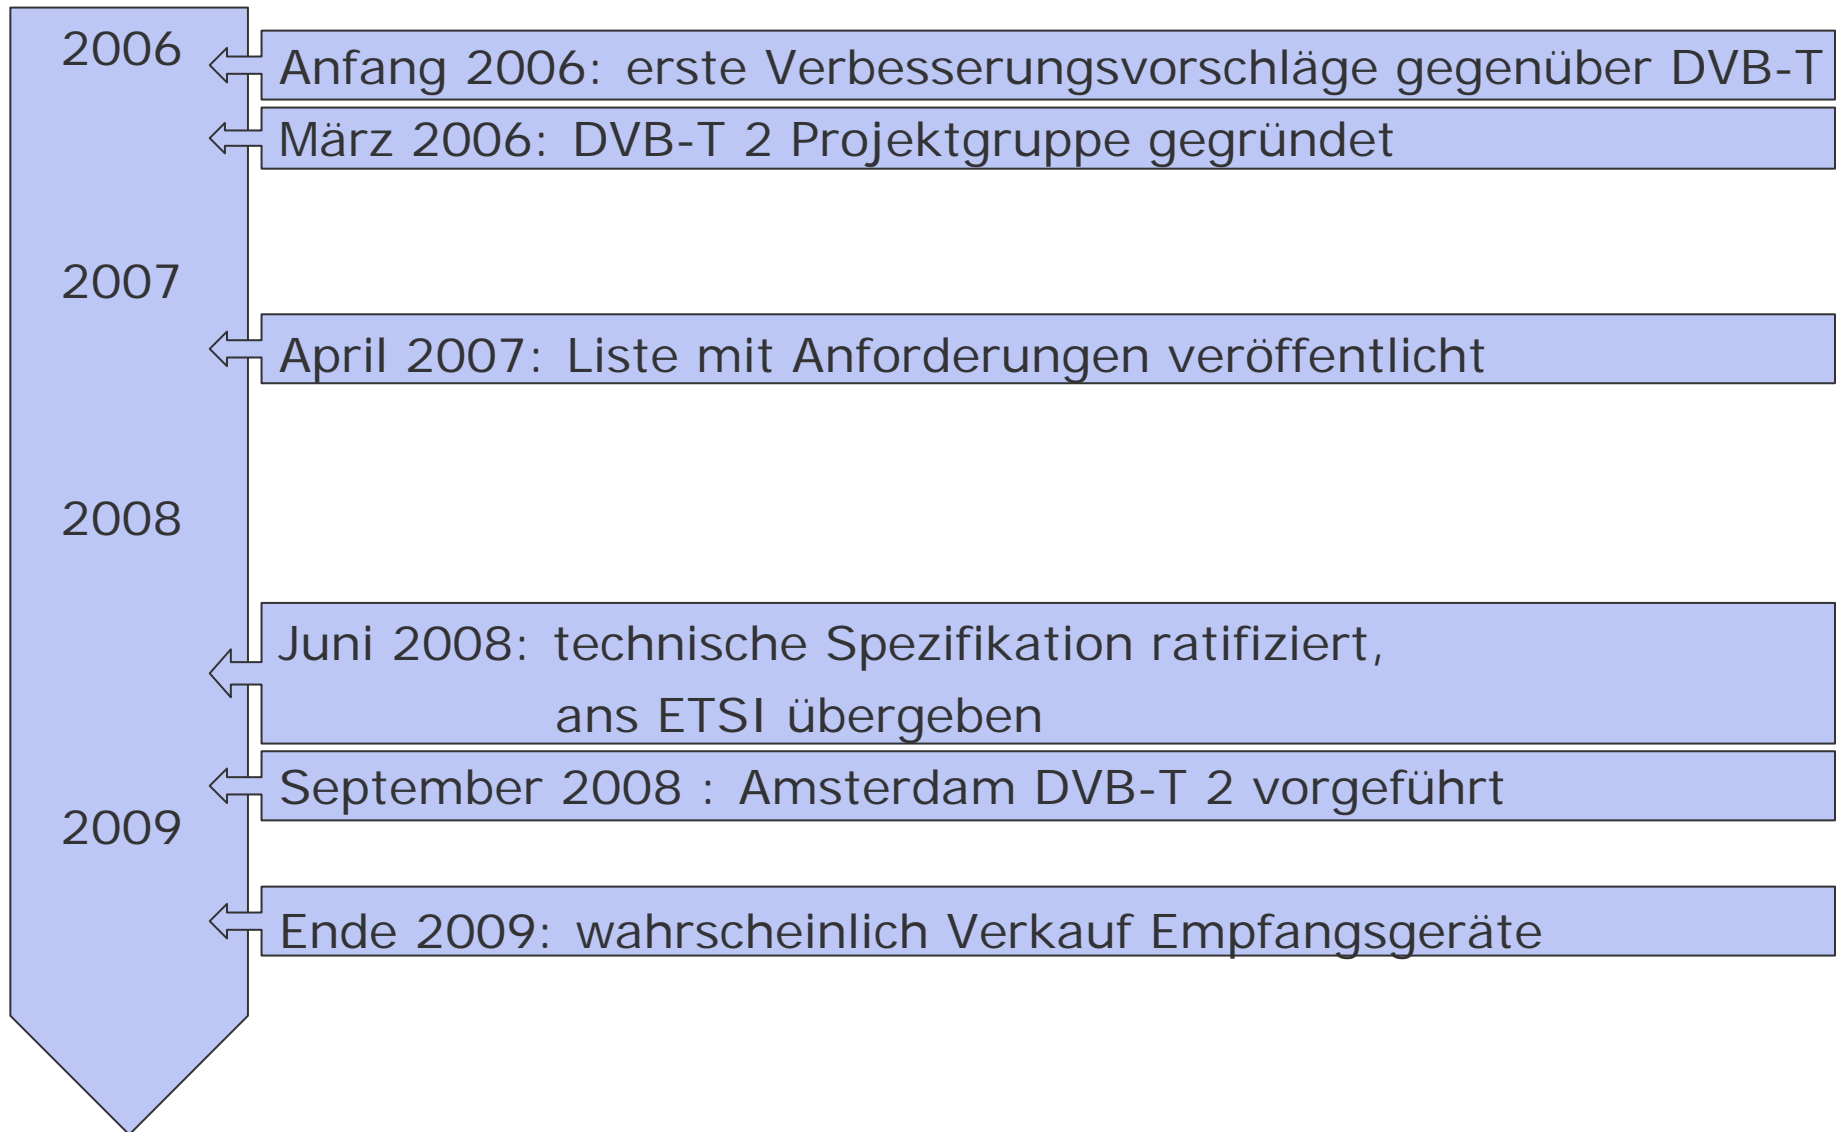 2006
Anfang 2006: erste Verbesserungsvorschläge gegenüber DVB-T
März 2006: DVB-T 2 Projektgruppe gegründet
2007
April 2007: Liste mit Anforderungen veröffentlicht
2008
Juni 2008: technische Spezifikation ratifiziert,
ans ETSI übergeben
September 2008 : Amsterdam DVB-T 2 vorgeführt
2009
Ende 2009: wahrscheinlich Verkauf Empfangsgeräte